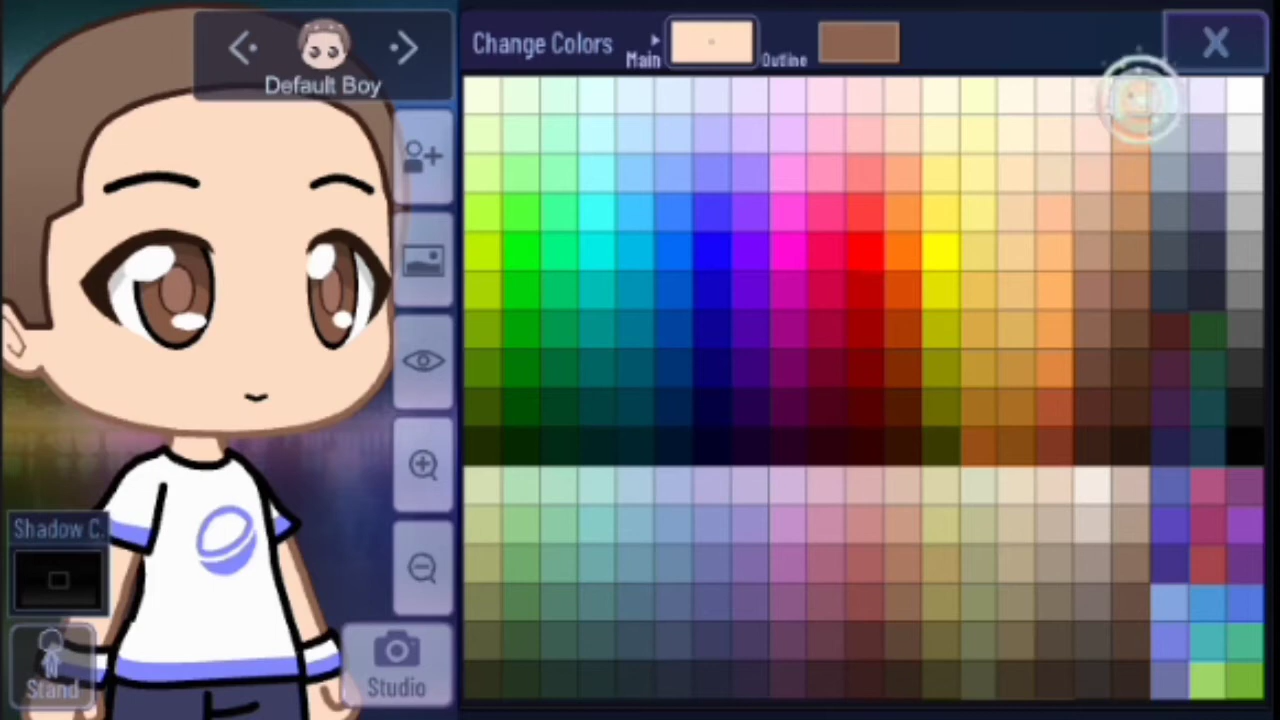 Default Boy
Change Colors
Main
Outline
X
Shadow C.
Stand
Studio